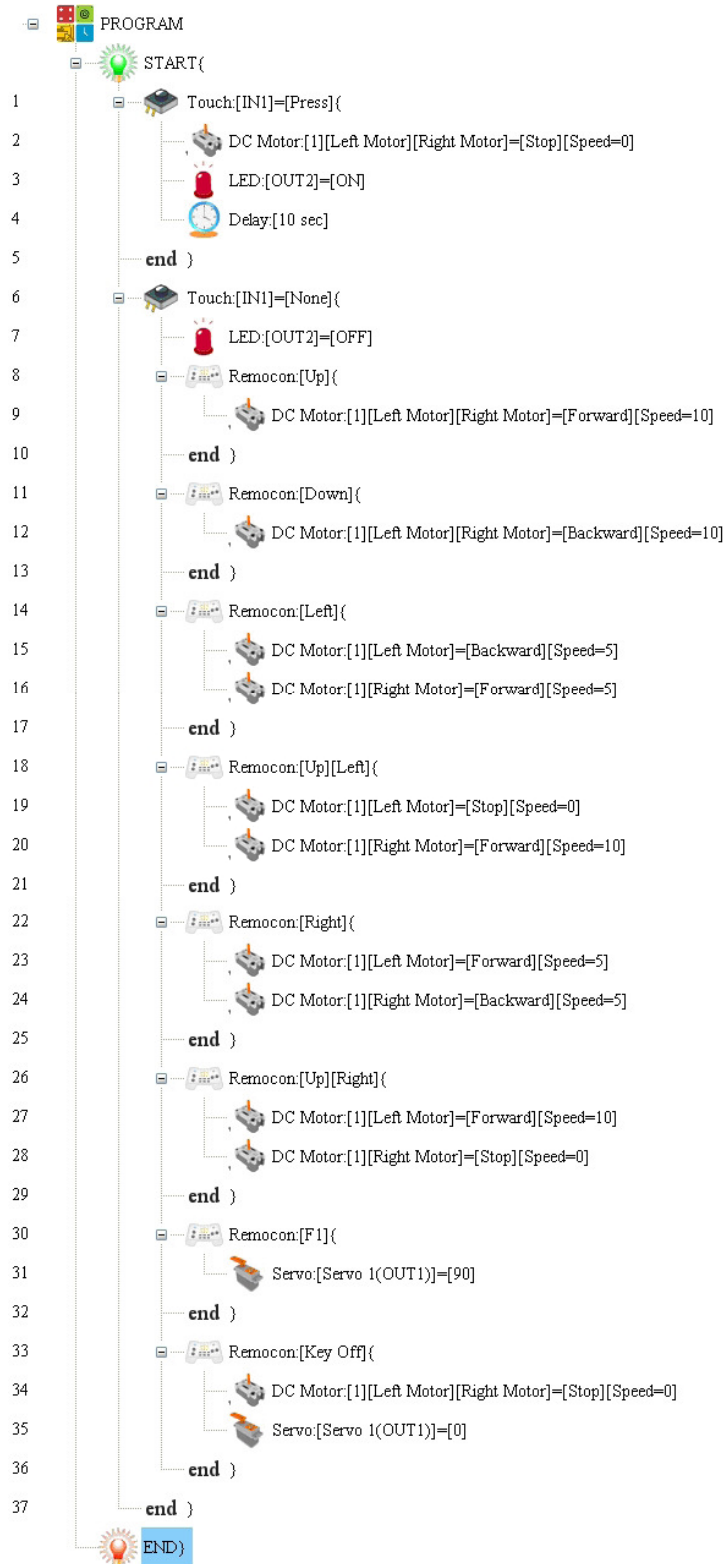 PROGRAM
START{
1 Touch:[IN1]=[Press]{
2 DC Motor:[1][Left Motor][Right Motor]=[Stop][Speed=0]
3 LED:[OUT2]=[ON]
4 Delay:[10 sec]
5 end }
6 Touch:[IN1]=[None]{
7 LED:[OUT2]=[OFF]
8 Remocon:[Up]{
9 DC Motor:[1][Left Motor][Right Motor]=[Forward][Speed=10]
10 end }
11 Remocon:[Down]{
12 DC Motor:[1][Left Motor][Right Motor]=[Backward][Speed=10]
13 end }
14 Remocon:[Left]{
15 DC Motor:[1][Left Motor]=[Backward][Speed=5]
16 DC Motor:[1][Right Motor]=[Forward][Speed=5]
17 end }
18 Remocon:[Up][Left]{
19 DC Motor:[1][Left Motor]=[Stop][Speed=0]
20 DC Motor:[1][Right Motor]=[Forward][Speed=10]
21 end }
22 Remocon:[Right]{
23 DC Motor:[1][Left Motor]=[Forward][Speed=5]
24 DC Motor:[1][Right Motor]=[Backward][Speed=5]
25 end }
26 Remocon:[Up][Right]{
27 DC Motor:[1][Left Motor]=[Forward][Speed=10]
28 DC Motor:[1][Right Motor]=[Stop][Speed=0]
29 end }
30 Remocon:[F1]{
31 Servo:[Servo 1(OUT1)]=[90]
32 end }
33 Remocon:[Key Off]{
34 DC Motor:[1][Left Motor][Right Motor]=[Stop][Speed=0]
35 Servo:[Servo 1(OUT1)]=[0]
36 end }
37 end }
END}